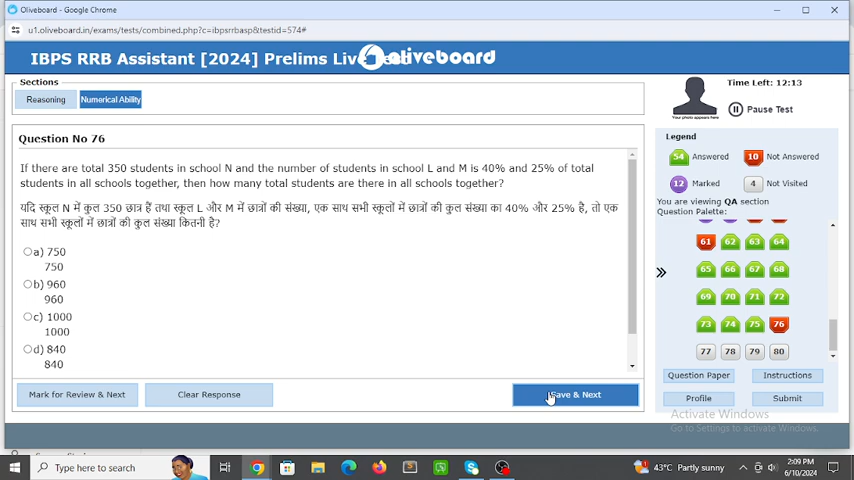 Oliveboard - Google Chrome
u1.oliveboard.in/exams/tests/combined.php?c=ibpsrrbasp&testid=574#
IBPS RRB Assistant [2024] Prelims Live Test
oliveboard
Sections
Reasoning
Numerical Ability
Your photo appears here
Time Left: 12:13
Pause Test
Question No 76
If there are total 350 students in school N and the number of students in school L and M is 40% and 25% of total
students in all schools together, then how many total students are there in all schools together?
यदि स्कूल N में कुल 350 छात्र हैं तथा स्कूल L और M में छात्रों की संख्या, एक साथ सभी स्कूलों में छात्रों की कुल संख्या का 40% और 25% है, तो एक
साथ सभी स्कूलों में छात्रों की कुल संख्या कितनी है?
a) 750
750
b) 960
960
c) 1000
1000
d) 840
840
Mark for Review & Next
Clear Response
Save & Next
Legend
54 Answered
10 Not Answered
12 Marked
4 Not Visited
You are viewing QA section
Question Palette:
61 62 63 64
65 66 67 68
69 70 71 72
73 74 75 76
77 78 79 80
Question Paper
Instructions
Profile
Submit
Activate Windows
Go to Settings to activate Windows.
Type here to search
43°C Partly sunny
2:09 PM
6/10/2024